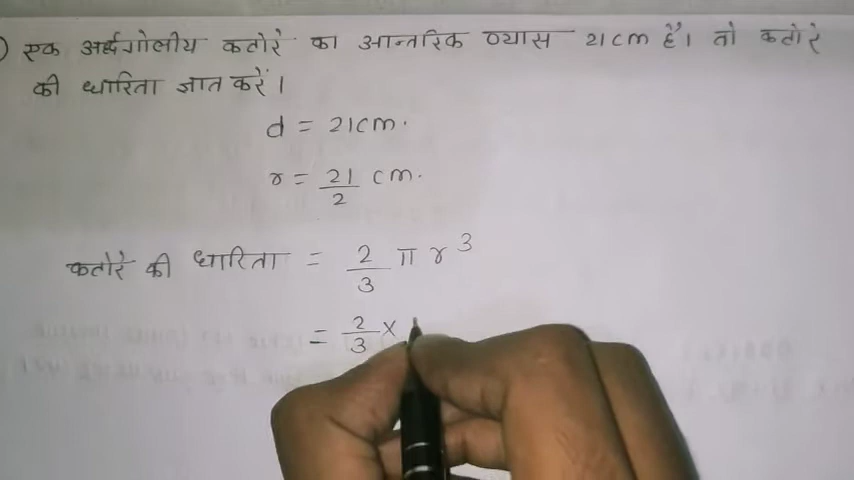 ) एक अर्द्धगोलीय कटोरे का आन्तरिक व्यास 21cm है। तो कटोरे
की धारिता ज्ञात करें।
d = 21cm.
r = 21/2 cm.
कटोरे की धारिता = 2/3 π r³
= 2/3 ×